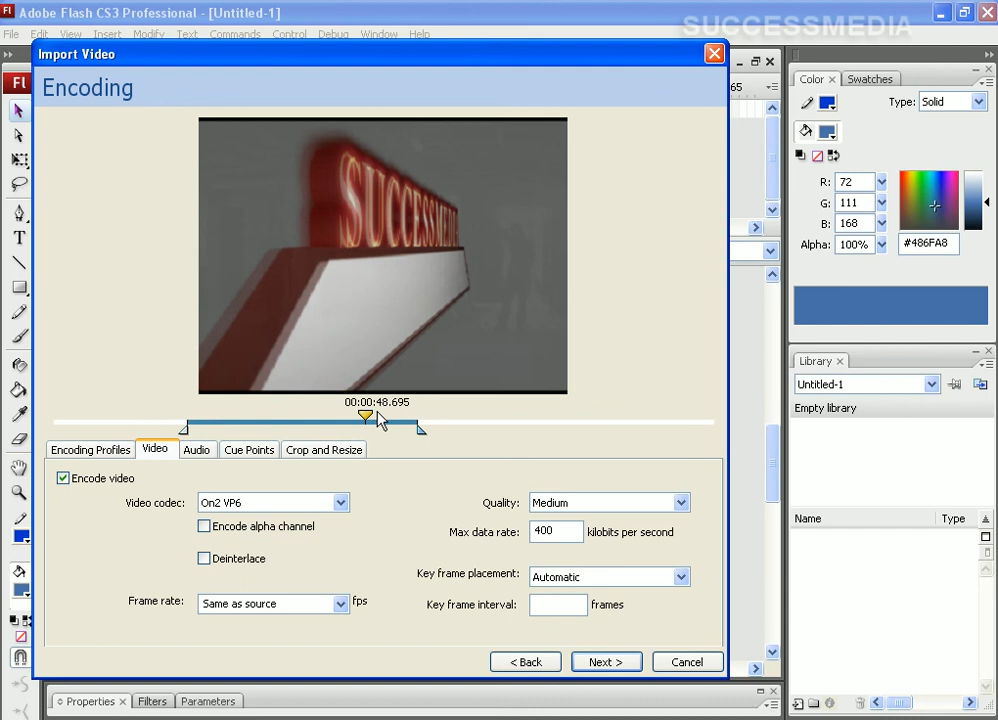 Fl Adobe Flash CS3 Professional - [Untitled-1]
SUCCESSMEDIA
File Edit View Insert Modify Text Commands Control Debug Window Help
Import Video
Encoding
SUCCESSMEDIA
00:00:48.695
Encoding Profiles Video Audio Cue Points Crop and Resize
Encode video
Video codec: On2 VP6
Encode alpha channel
Deinterlace
Frame rate: Same as source fps
Quality: Medium
Max data rate: 400 kilobits per second
Key frame placement: Automatic
Key frame interval: frames
< Back Next > Cancel
Properties × Filters Parameters
Fl
T
65
Color × Swatches
Type: Solid
R: 72
G: 111
B: 168
Alpha: 100% #486FA8
Library ×
Untitled-1
Empty library
Name Type